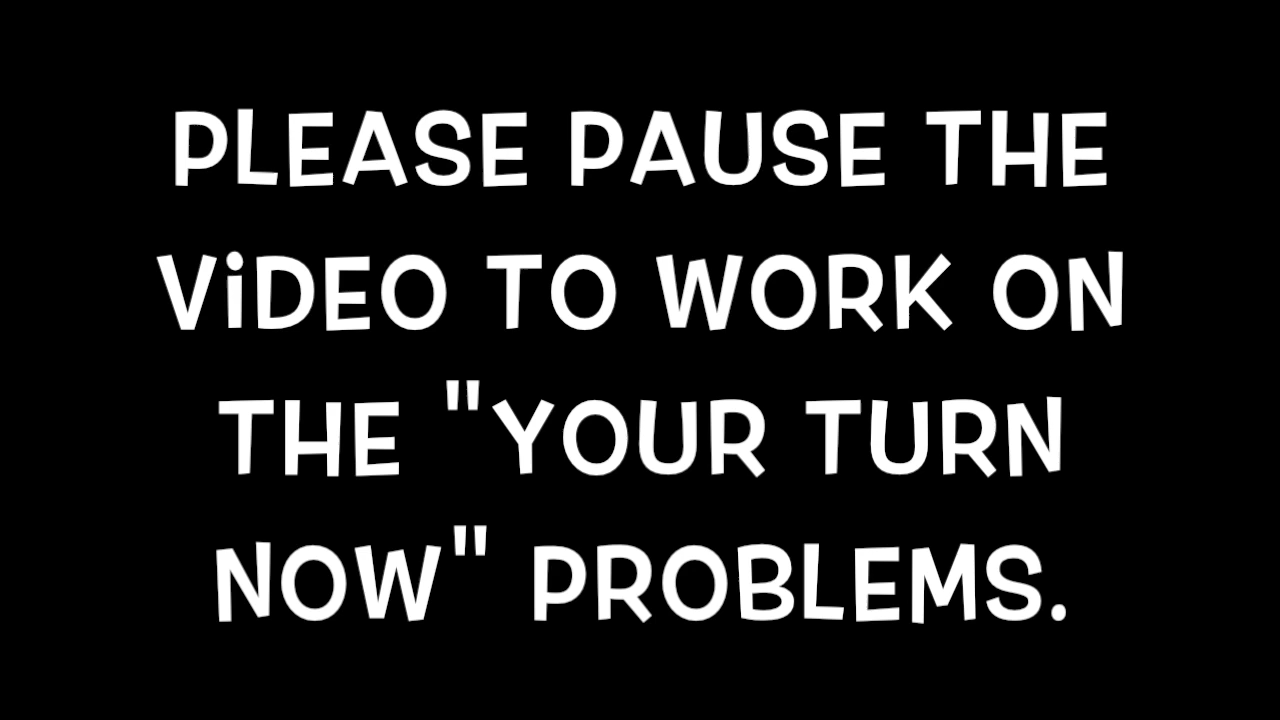 PLEASE PAUSE THE
ViDEO TO WORK ON
THE "YOUR TURN
NOW" PROBLEMS.